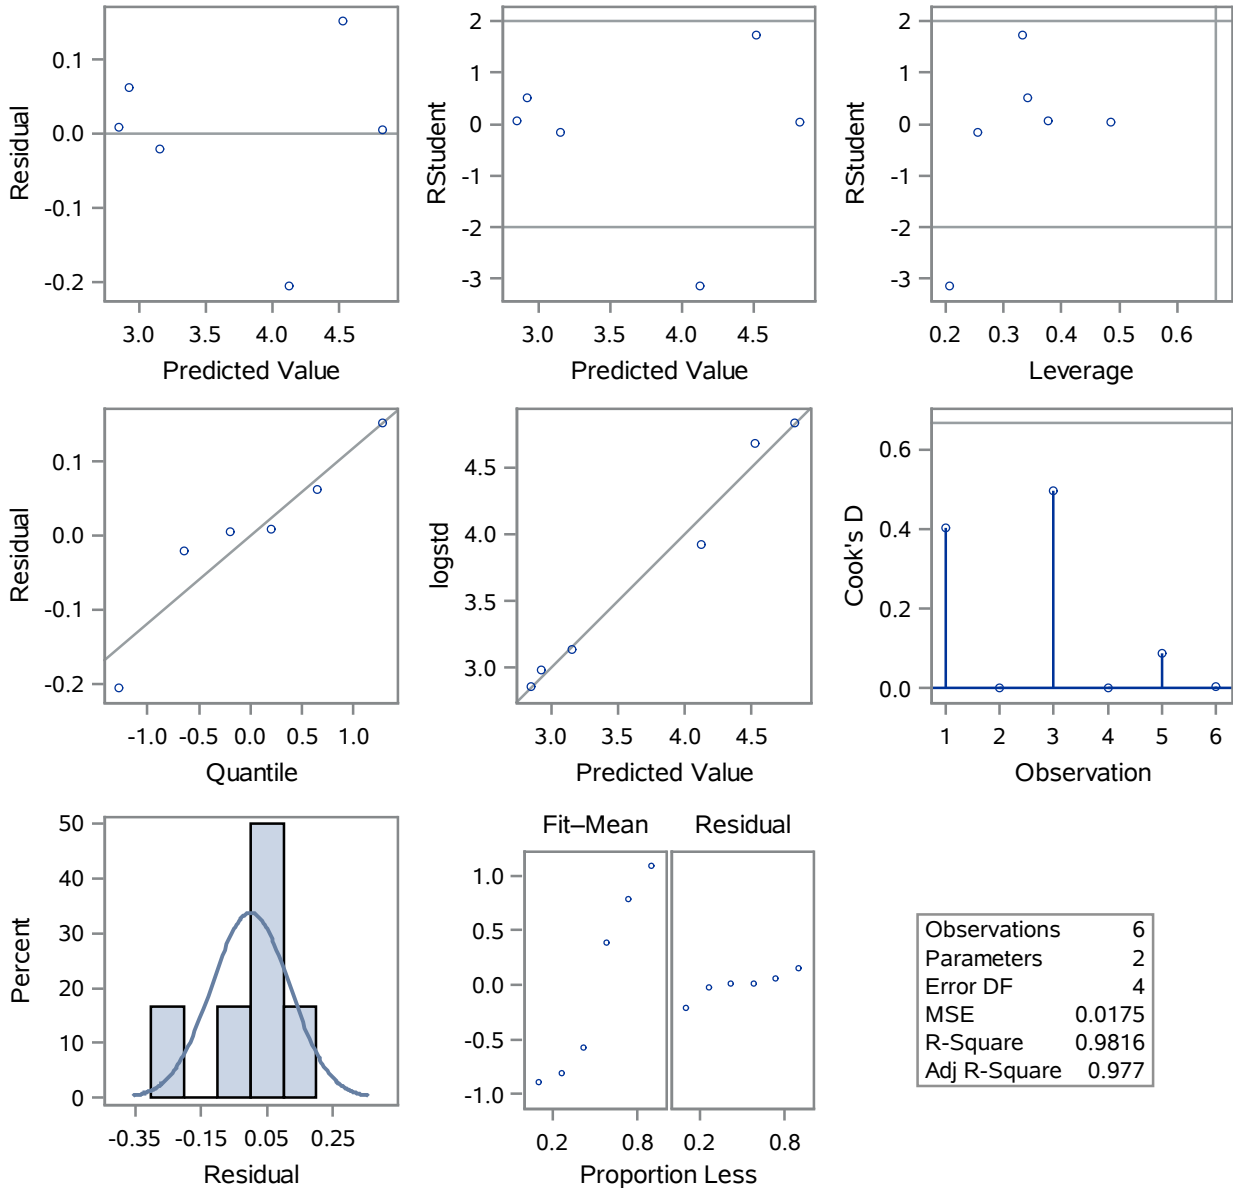 0.1
0.0
-0.1
-0.2
Residual
3.0 3.5 4.0 4.5
Predicted Value
2
1
0
-1
-2
-3
RStudent
3.0 3.5 4.0 4.5
Predicted Value
2
1
0
-1
-2
-3
RStudent
0.2 0.3 0.4 0.5 0.6
Leverage
0.1
0.0
-0.1
-0.2
Residual
-1.0 -0.5 0.0 0.5 1.0
Quantile
4.5
4.0
3.5
3.0
logstd
3.0 3.5 4.0 4.5
Predicted Value
0.6
0.4
0.2
0.0
Cook's D
1 2 3 4 5 6
Observation
50
40
30
20
10
0
Percent
-0.35 -0.15 0.05 0.25
Residual
Fit–Mean Residual
1.0
0.5
0.0
-0.5
-1.0
0.2 0.8 0.2 0.8
Proportion Less
Observations 6
Parameters 2
Error DF 4
MSE 0.0175
R-Square 0.9816
Adj R-Square 0.977